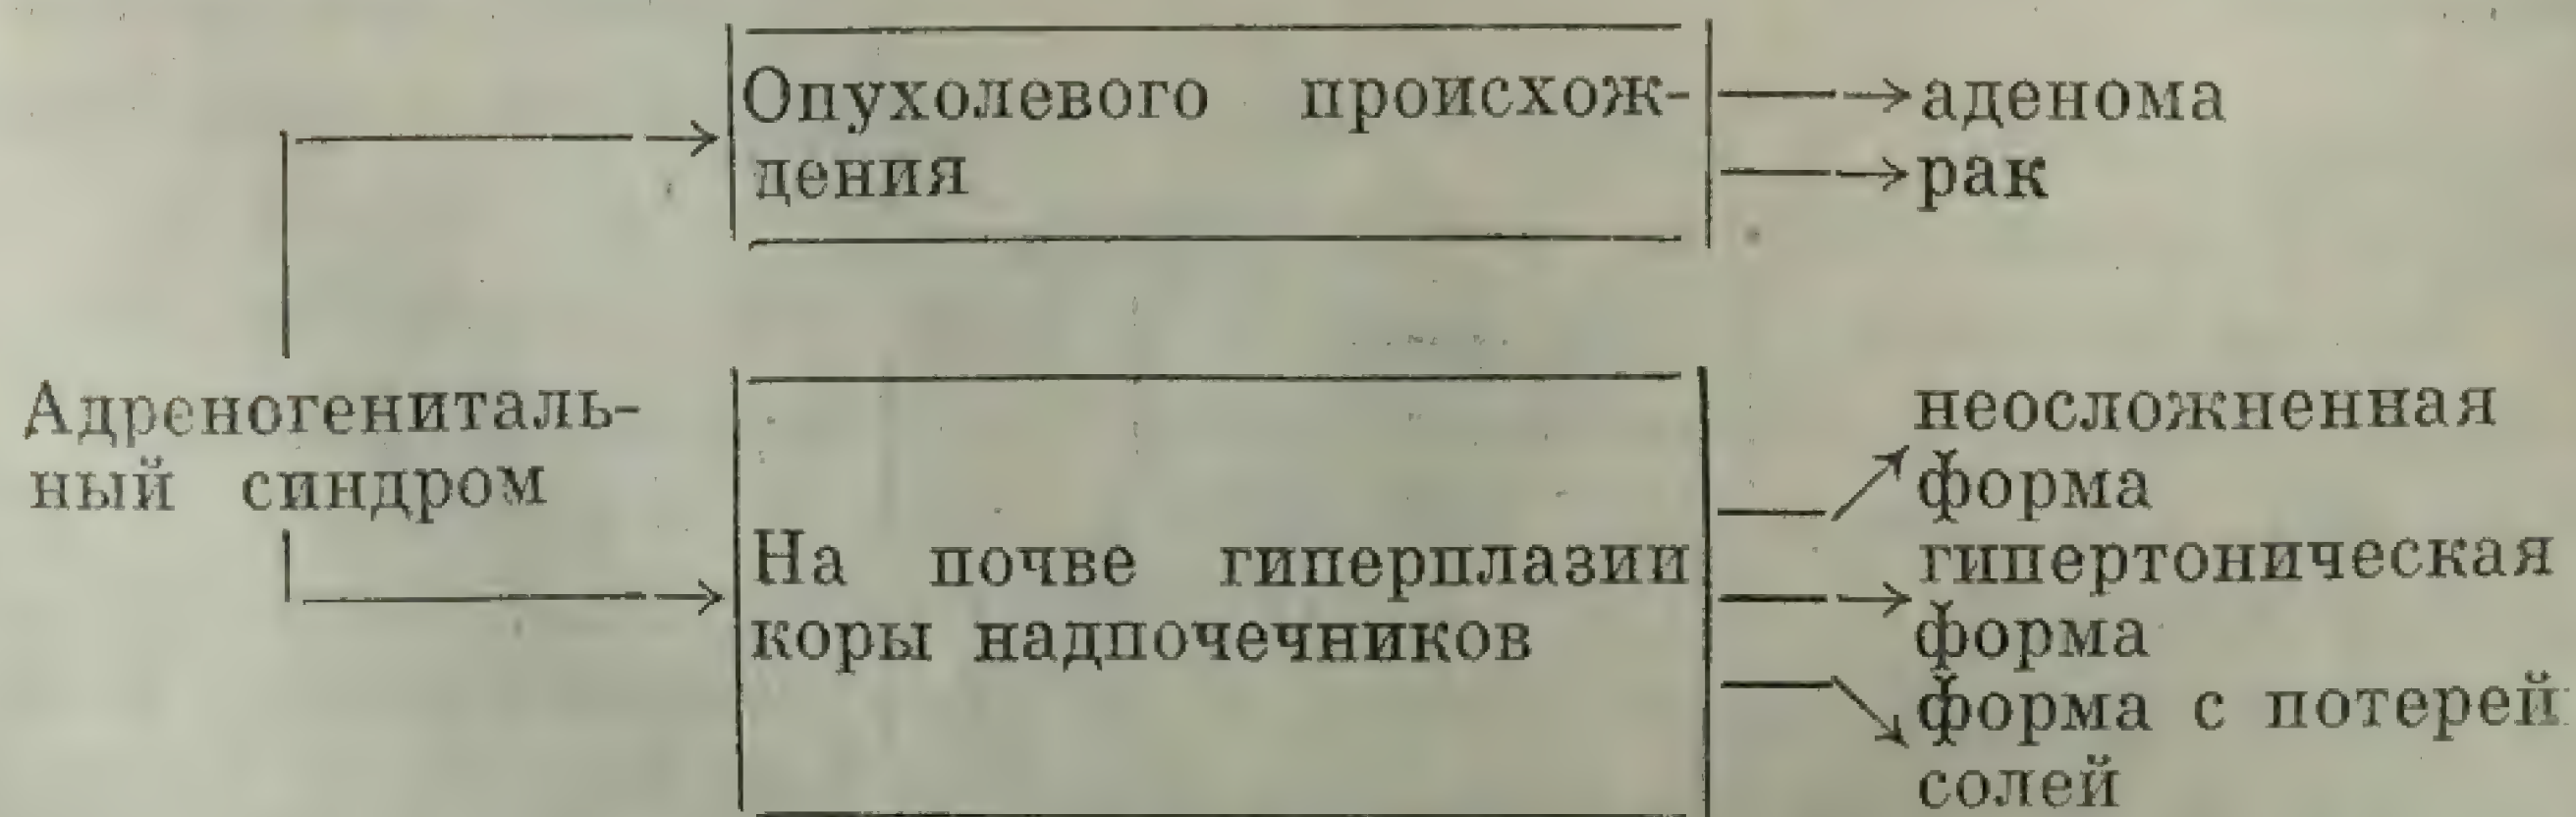 Опухолевого происхож-
дения
аденома
рак
Адреногениталь-
ный синдром
На почве гиперплазии
коры надпочечников
неосложненная
форма
гипертоническая
форма
форма с потерей
солей